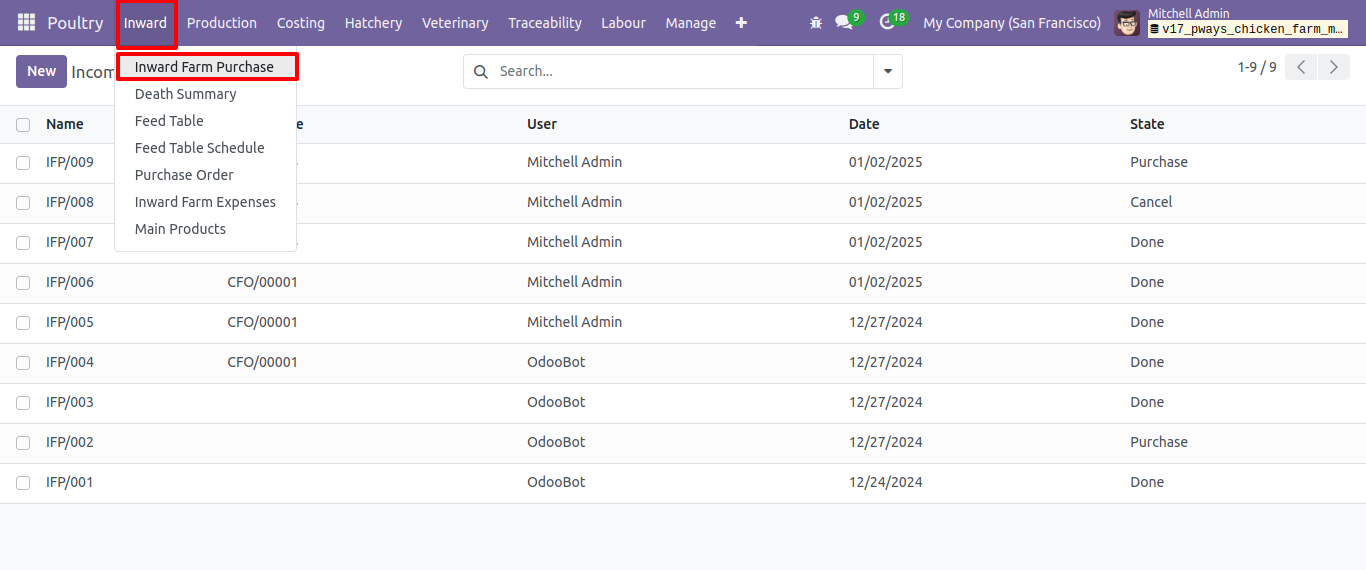 Poultry Inward Production Costing Hatchery Veterinary Traceability Labour Manage 9 18 My Company (San Francisco) Mitchell Admin
v17_pways_chicken_farm_m...
New Incom Search... 1-9 / 9
Inward Farm Purchase
Death Summary
Feed Table
Feed Table Schedule
Purchase Order
Inward Farm Expenses
Main Products
Name e User Date State
IFP/009 Mitchell Admin 01/02/2025 Purchase
IFP/008 Mitchell Admin 01/02/2025 Cancel
IFP/007 Mitchell Admin 01/02/2025 Done
IFP/006 CFO/00001 Mitchell Admin 01/02/2025 Done
IFP/005 CFO/00001 Mitchell Admin 12/27/2024 Done
IFP/004 CFO/00001 OdooBot 12/27/2024 Done
IFP/003 OdooBot 12/27/2024 Done
IFP/002 OdooBot 12/27/2024 Purchase
IFP/001 OdooBot 12/24/2024 Done